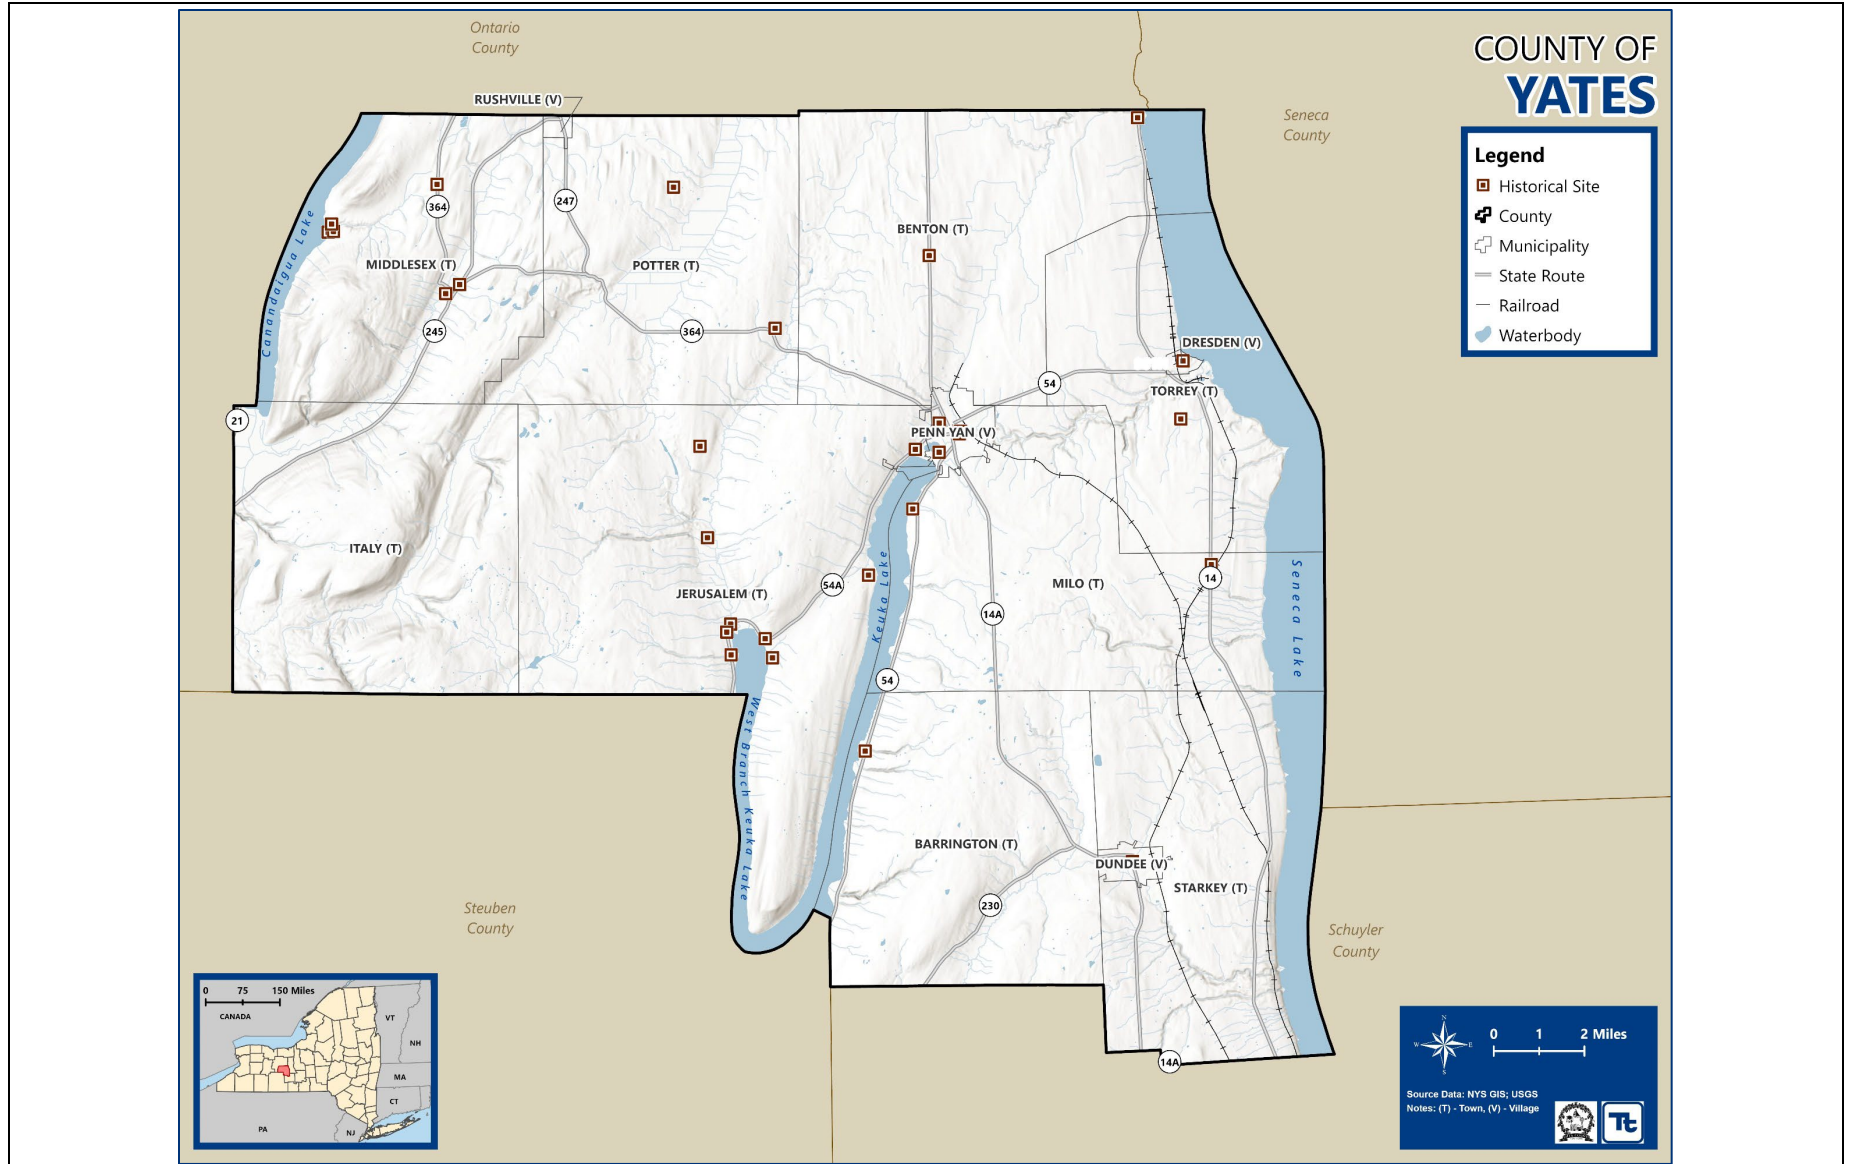 Ontario
County
COUNTY OF
YATES
RUSHVILLE (V)
Seneca
County
Legend
Historical Site
County
Municipality
State Route
Railroad
Waterbody
364
247
Canandaigua Lake
BENTON (T)
MIDDLESEX (T)
POTTER (T)
245
364
DRESDEN (V)
54
TORREY (T)
21
PENN YAN (V)
ITALY (T)
Keuka Lake
JERUSALEM (T)
54A
MILO (T)
14
14A
Seneca Lake
54
West Branch Keuka Lake
BARRINGTON (T)
DUNDEE (V)
STARKEY (T)
230
Steuben
County
Schuyler
County
14A
0 75 150 Miles
CANADA
VT
NH
MA
CT
PA
NJ
N
W E
S
0 1 2 Miles
Source Data: NYS GIS; USGS
Notes: (T) - Town, (V) - Village
Tt